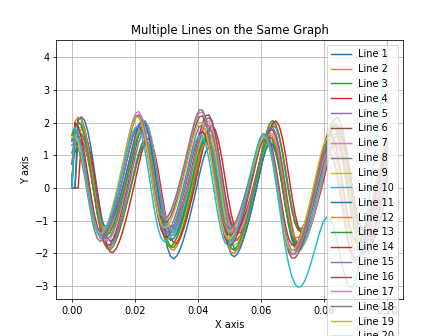 Multiple Lines on the Same Graph
Y axis
4
3
2
1
0
−1
−2
−3
0.00
0.02
0.04
0.06
X axis
Line 1
Line 2
Line 3
Line 4
Line 5
Line 6
Line 7
Line 8
Line 9
Line 10
Line 11
Line 12
Line 13
Line 14
Line 15
Line 16
Line 17
Line 18
Line 19
Line 20